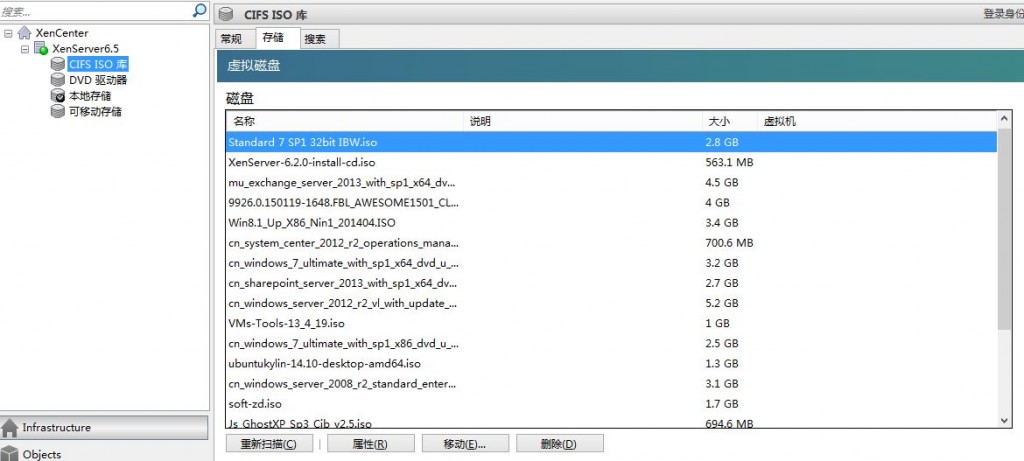 搜索...
XenCenter
XenServer6.5
CIFS ISO 库
DVD 驱动器
本地存储
可移动存储
Infrastructure
Objects
CIFS ISO 库
登录身份
常规 存储 搜索
虚拟磁盘
磁盘
名称 说明 大小 虚拟机
Standard 7 SP1 32bit IBW.iso 2.8 GB
XenServer-6.2.0-install-cd.iso 563.1 MB
mu_exchange_server_2013_with_sp1_x64_dv... 4.5 GB
9926.0.150119-1648.FBL_AWESOME1501_CL... 4 GB
Win8.1_Up_X86_Nin1_201404.ISO 3.4 GB
cn_system_center_2012_r2_operations_mana... 700.6 MB
cn_windows_7_ultimate_with_sp1_x64_dvd_u_... 3.2 GB
cn_sharepoint_server_2013_with_sp1_x64_dv... 2.7 GB
cn_windows_server_2012_r2_vl_with_update_... 5.2 GB
VMs-Tools-13_4_19.iso 1 GB
cn_windows_7_ultimate_with_sp1_x86_dvd_u_... 2.5 GB
ubuntukylin-14.10-desktop-amd64.iso 1.3 GB
cn_windows_server_2008_r2_standard_enter... 3.1 GB
soft-zd.iso 1.7 GB
Js_GhostXP_Sp3_Cjb_v2.5.iso 694.6 MB
重新扫描(C) 属性(R) 移动(E)... 删除(D)